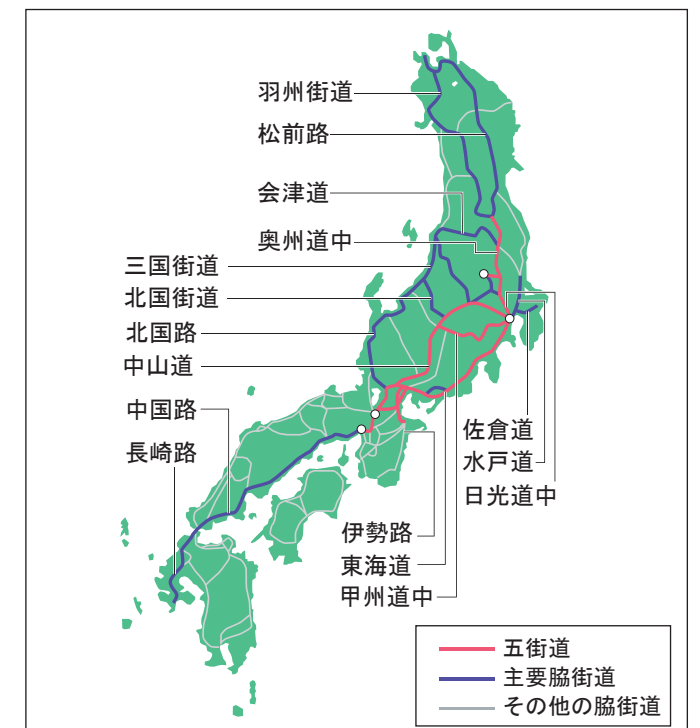 羽州街道
松前路
会津道
奥州道中
三国街道
北国街道
北国路
中山道
中国路
長崎路
佐倉道
水戸道
日光道中
伊勢路
東海道
甲州道中
五街道
主要脇街道
その他の脇街道